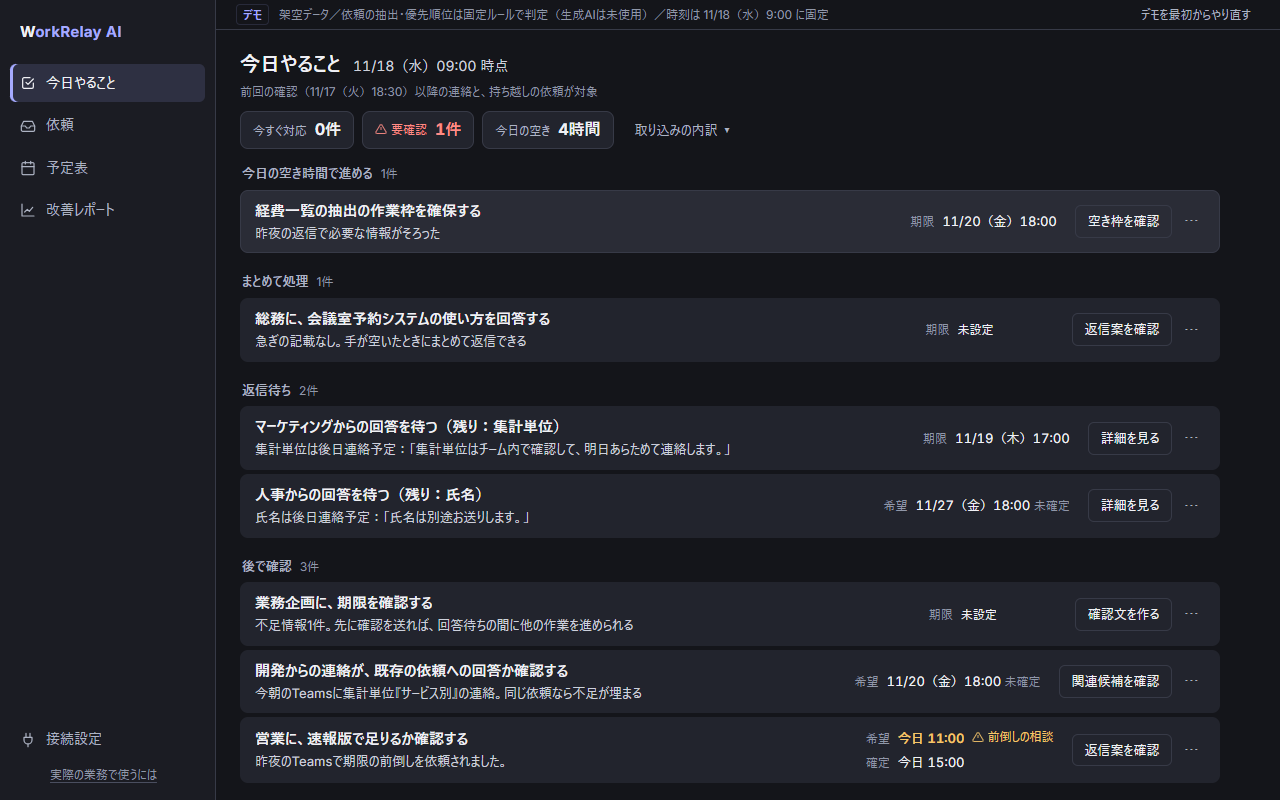 WorkRelay AI
今日やること
依頼
予定表
改善レポート
接続設定
実際の業務で使うには
デモ 架空データ／依頼の抽出・優先順位は固定ルールで判定（生成AIは未使用）／時刻は 11/18（水）9:00 に固定 デモを最初からやり直す
今日やること 11/18（水）09:00 時点
前回の確認（11/17（火）18:30）以降の連絡と、持ち越しの依頼が対象
今すぐ対応 0件 要確認 1件 今日の空き 4時間 取り込みの内訳 ▼
今日の空き時間で進める 1件
経費一覧の抽出の作業枠を確保する
昨夜の返信で必要な情報がそろった
期限 11/20（金）18:00 空き枠を確認 …
まとめて処理 1件
総務に、会議室予約システムの使い方を回答する
急ぎの記載なし。手が空いたときにまとめて返信できる
期限 未設定 返信案を確認 …
返信待ち 2件
マーケティングからの回答を待つ（残り：集計単位）
集計単位は後日連絡予定：「集計単位はチーム内で確認して、明日あらためて連絡します。」
期限 11/19（木）17:00 詳細を見る …
人事からの回答を待つ（残り：氏名）
氏名は後日連絡予定：「氏名は別途お送りします。」
希望 11/27（金）18:00 未確定 詳細を見る …
後で確認 3件
業務企画に、期限を確認する
不足情報1件。先に確認を送れば、回答待ちの間に他の作業を進められる
期限 未設定 確認文を作る …
開発からの連絡が、既存の依頼への回答か確認する
今朝のTeamsに集計単位『サービス別』の連絡。同じ依頼なら不足が埋まる
希望 11/20（金）18:00 未確定 関連候補を確認 …
営業に、速報版で足りるか確認する
昨夜のTeamsで期限の前倒しを依頼されました。
希望 今日 11:00 前倒しの相談
確定 今日 15:00
返信案を確認 …